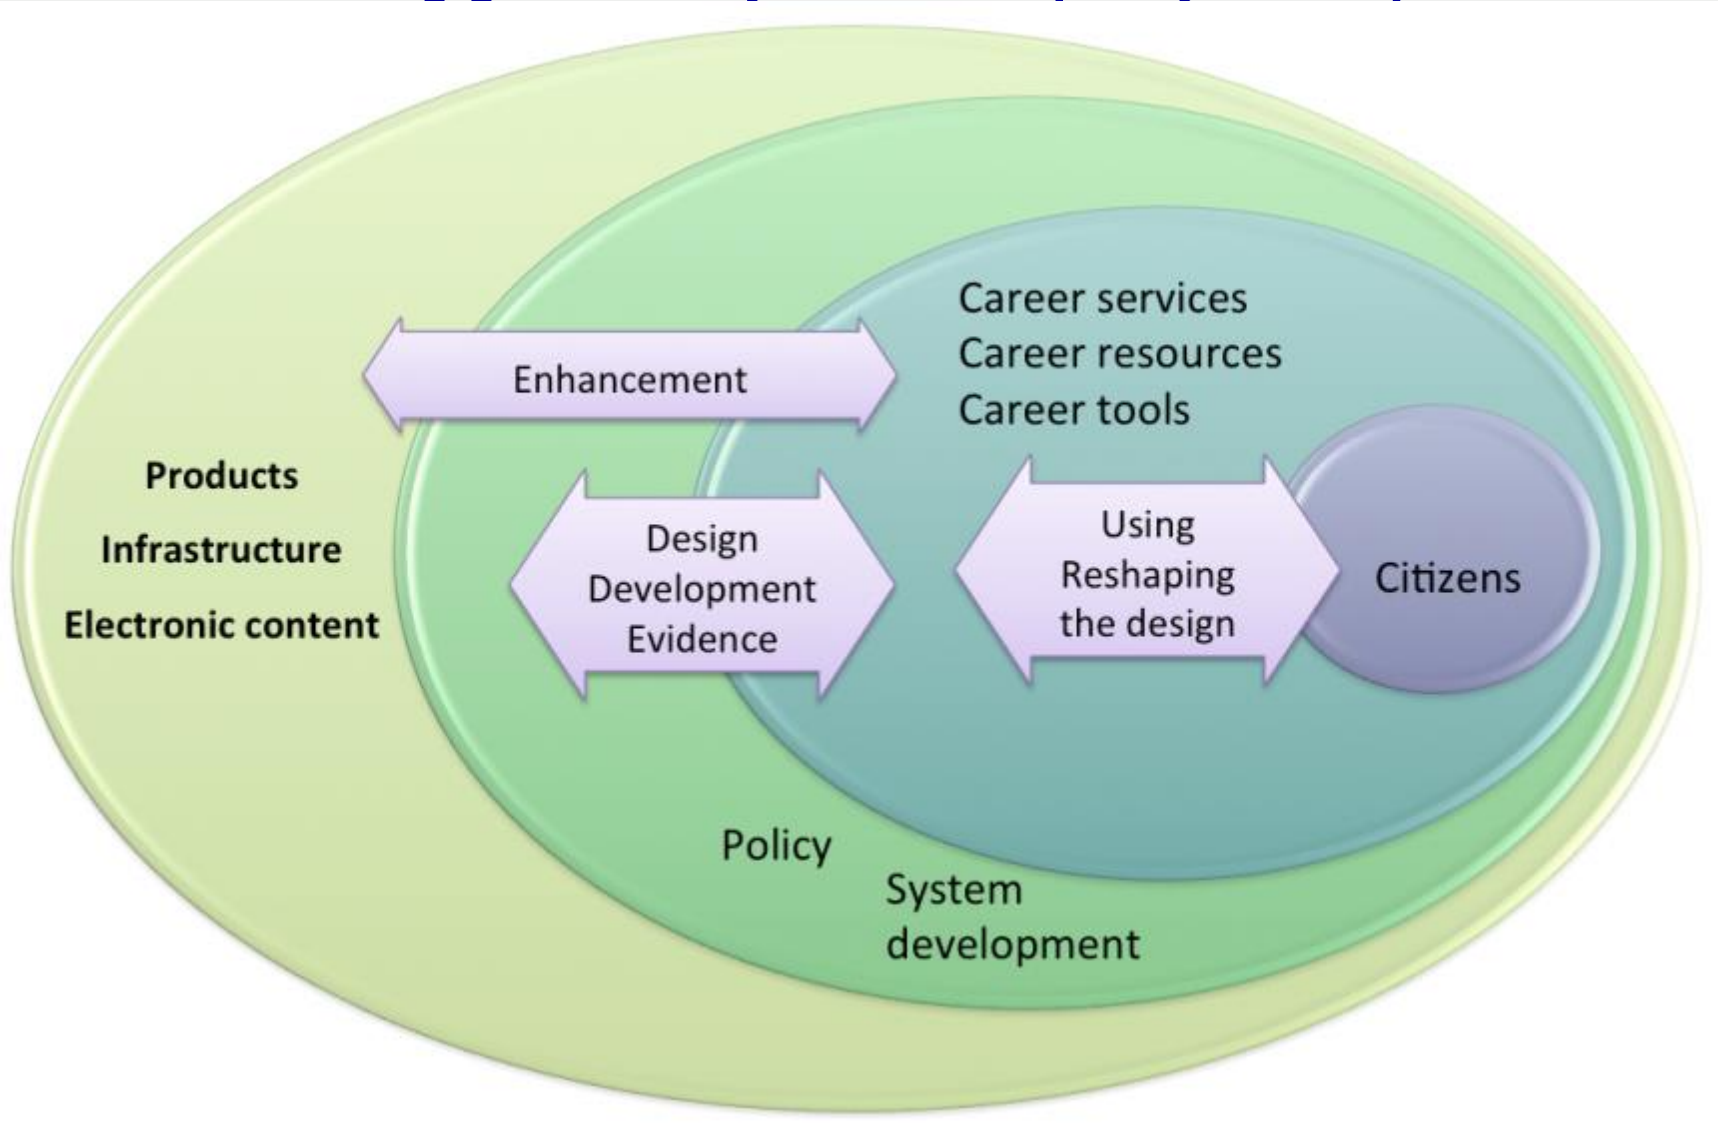 Career services
Career resources
Career tools
Enhancement
Products
Infrastructure
Electronic content
Design
Development
Evidence
Using
Reshaping
the design
Citizens
Policy
System
development